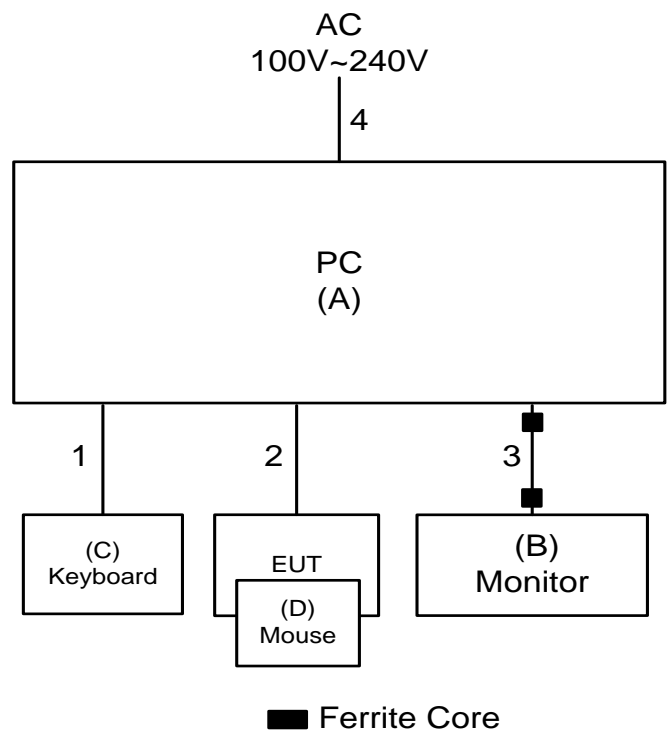 AC
100V~240V
4
PC
(A)
1
2
3
(C)
Keyboard
EUT
(D)
Mouse
(B)
Monitor
Ferrite Core